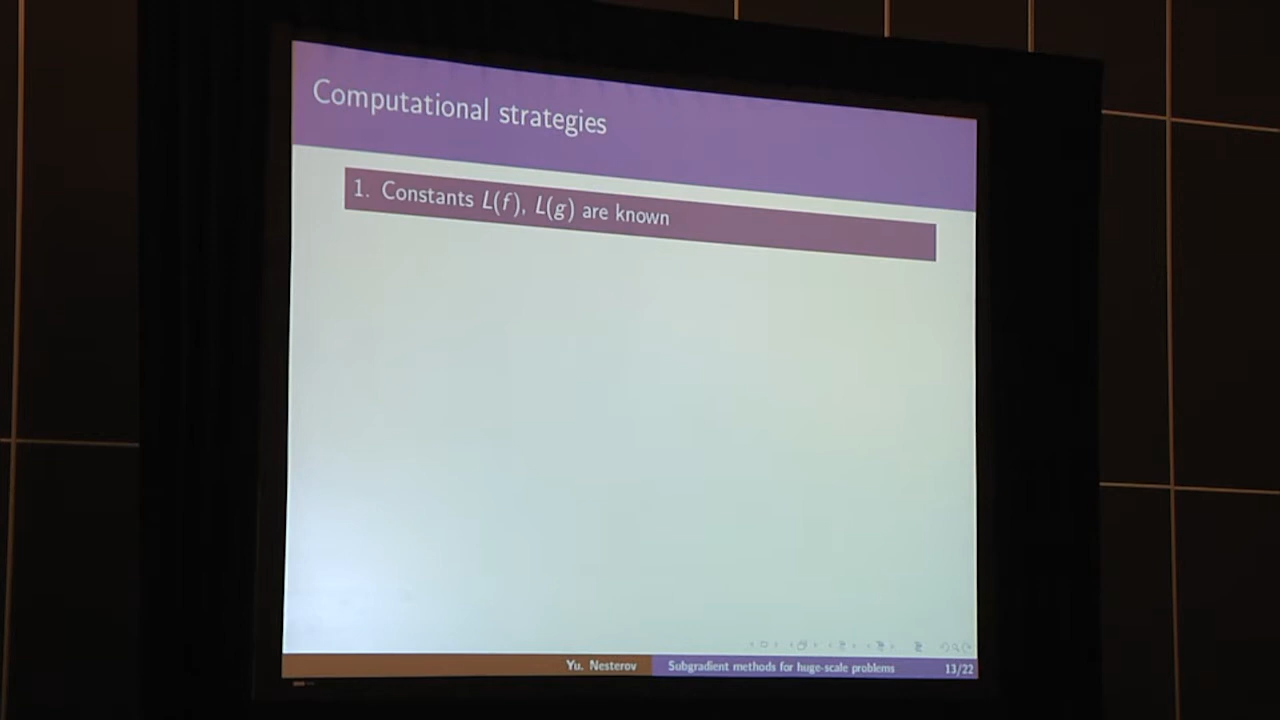 Computational strategies
1. Constants L(f), L(g) are known
Yu. Nesterov Subgradient methods for huge-scale problems 13/22